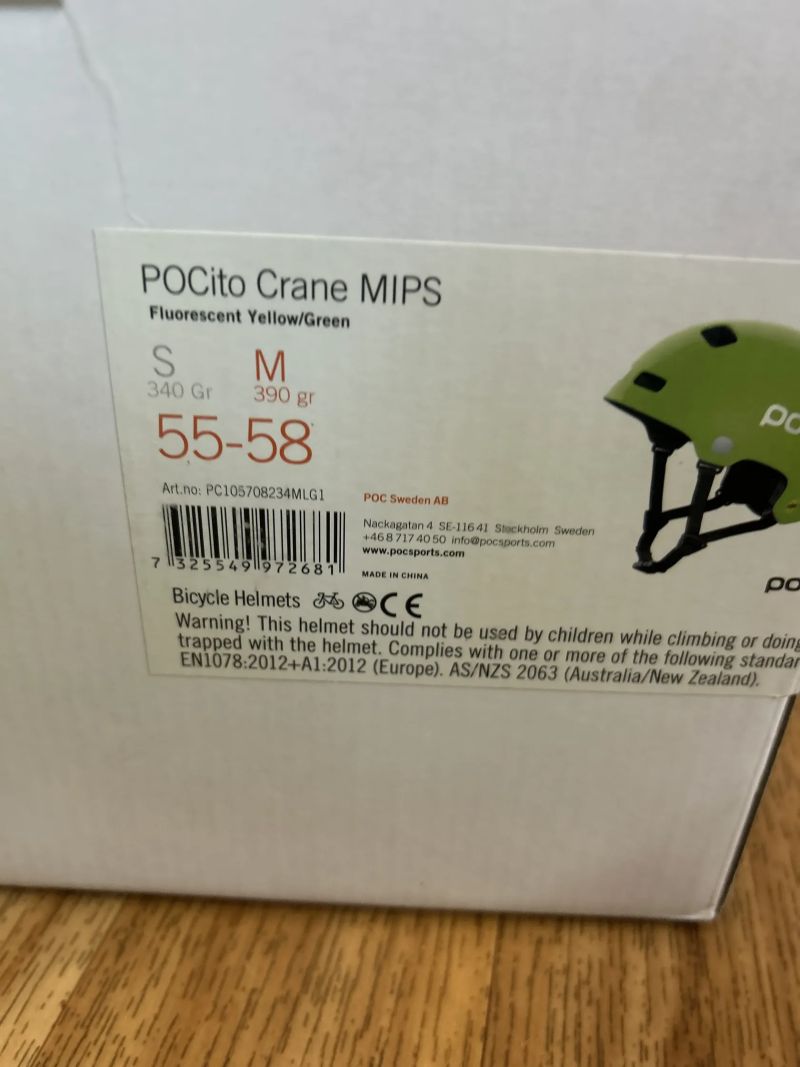 POCito Crane MIPS
Fluorescent Yellow/Green
S M
340 Gr 390 gr
55-58
Art.no: PC105708234MLG1
7 325549 972681
POC Sweden AB
Nackagatan 4 SE-116 41 Stockholm Sweden
+46 8 717 40 50 info@pocsports.com
www.pocsports.com
MADE IN CHINA
Bicycle Helmets CE
Warning! This helmet should not be used by children while climbing or doing
trapped with the helmet. Complies with one or more of the following
EN1078:2012+A1:2012 (Europe). AS/NZS 2063 (Australia/New Zealand).